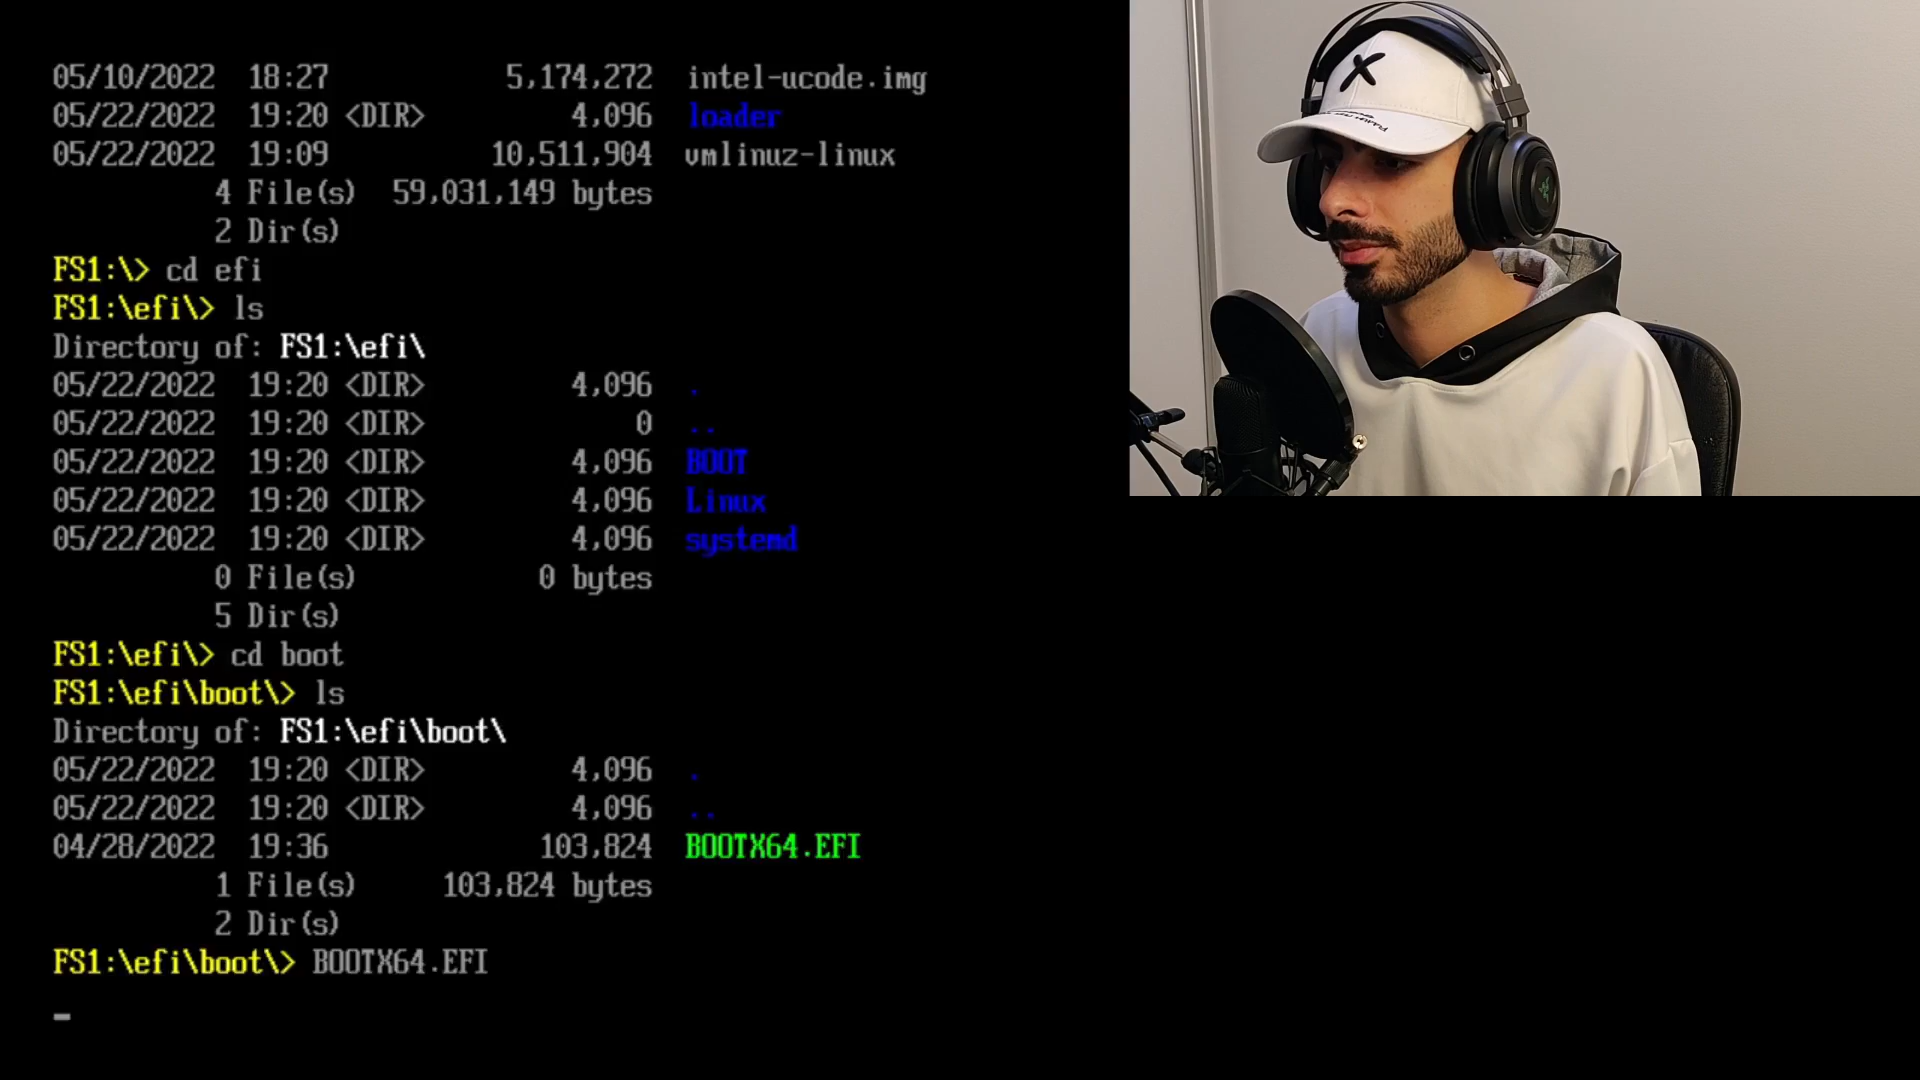 05/10/2022 18:27 5,174,272 intel-ucode.img
05/22/2022 19:20 <DIR> 4,096 loader
05/22/2022 19:09 10,511,904 vmlinuz-linux
4 File(s) 59,031,149 bytes
2 Dir(s)
FS1:\> cd efi
FS1:\efi\> ls
Directory of: FS1:\efi\
05/22/2022 19:20 <DIR> 4,096 .
05/22/2022 19:20 <DIR> 0 ..
05/22/2022 19:20 <DIR> 4,096 BOOT
05/22/2022 19:20 <DIR> 4,096 Linux
05/22/2022 19:20 <DIR> 4,096 systemd
0 File(s) 0 bytes
5 Dir(s)
FS1:\efi\> cd boot
FS1:\efi\boot\> ls
Directory of: FS1:\efi\boot\
05/22/2022 19:20 <DIR> 4,096 .
05/22/2022 19:20 <DIR> 4,096 ..
04/28/2022 19:36 103,824 BOOTX64.EFI
1 File(s) 103,824 bytes
2 Dir(s)
FS1:\efi\boot\> BOOTX64.EFI
X